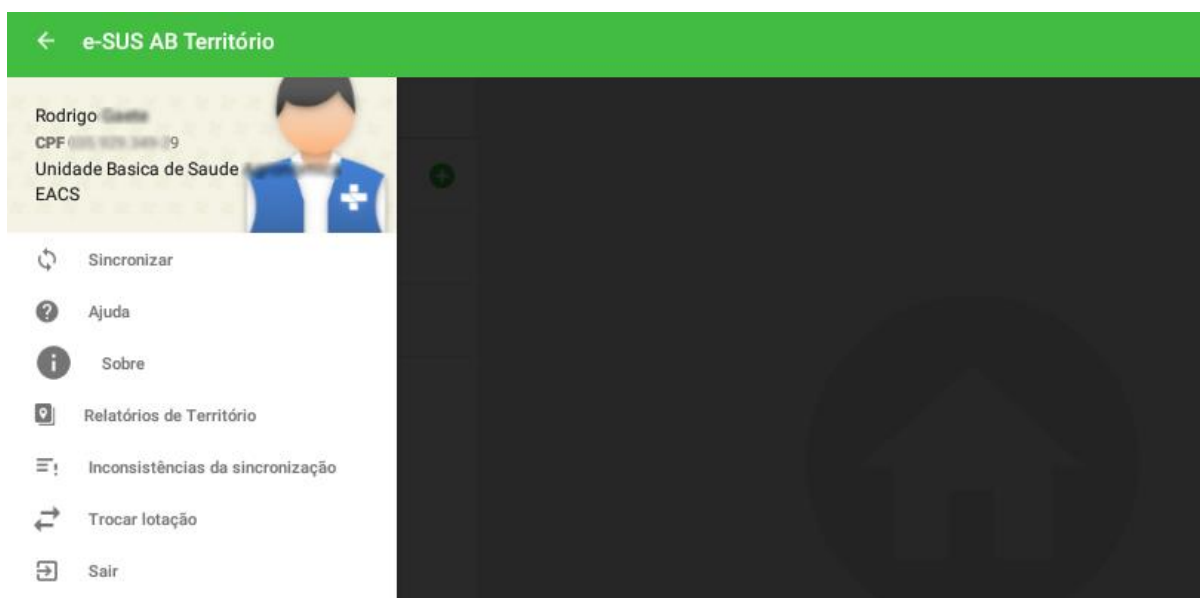 e-SUS AB Território
Rodrigo
CPF 9
Unidade Basica de Saude
EACS
Sincronizar
Ajuda
Sobre
Relatórios de Território
Inconsistências da sincronização
Trocar lotação
Sair